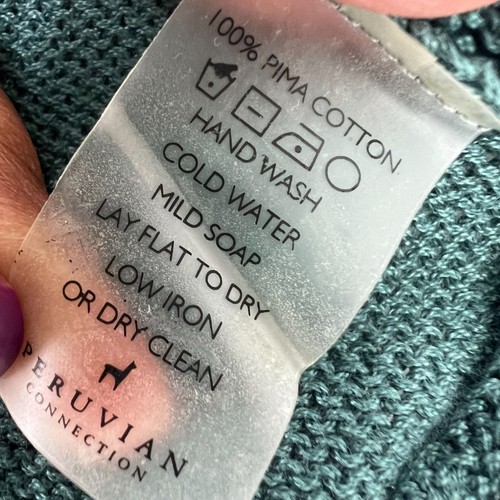 100% PIMA COTTON
HAND WASH
COLD WATER
MILD SOAP
LAY FLAT TO DRY
LOW IRON
OR DRY CLEAN
PERUVIAN
CONNECTION